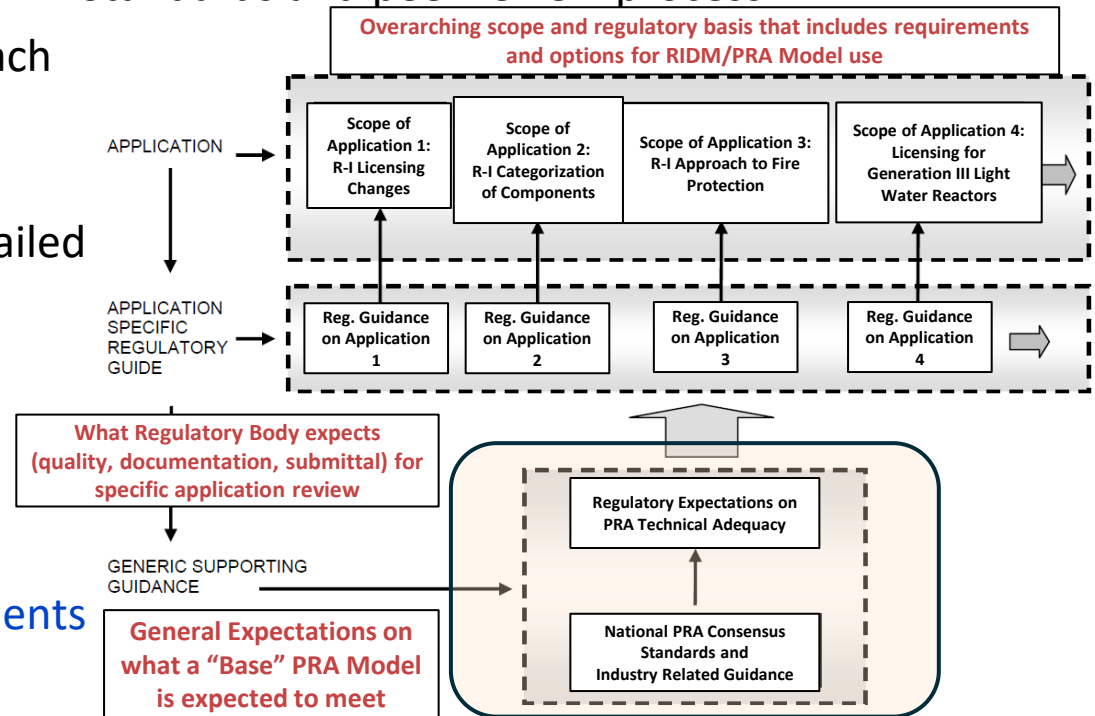 Overarching scope and regulatory basis that includes requirements
and options for RIDM/PRA Model use
APPLICATION
Scope of
Application 1:
R-I Licensing
Changes
Scope of
Application 2:
R-I Categorization
of Components
Scope of Application 3:
R-I Approach to Fire
Protection
Scope of Application 4:
Licensing for
Generation III Light
Water Reactors
ailed
APPLICATION
SPECIFIC
REGULATORY
GUIDE
Reg. Guidance
on Application
1
Reg. Guidance
on Application
2
Reg. Guidance
on Application
3
Reg. Guidance
on Application
4
What Regulatory Body expects
(quality, documentation, submittal) for
specific application review
Regulatory Expectations on
PRA Technical Adequacy
GENERIC SUPPORTING
GUIDANCE
ents
General Expectations on
what a “Base” PRA Model
is expected to meet
National PRA Consensus
Standards and
Industry Related Guidance